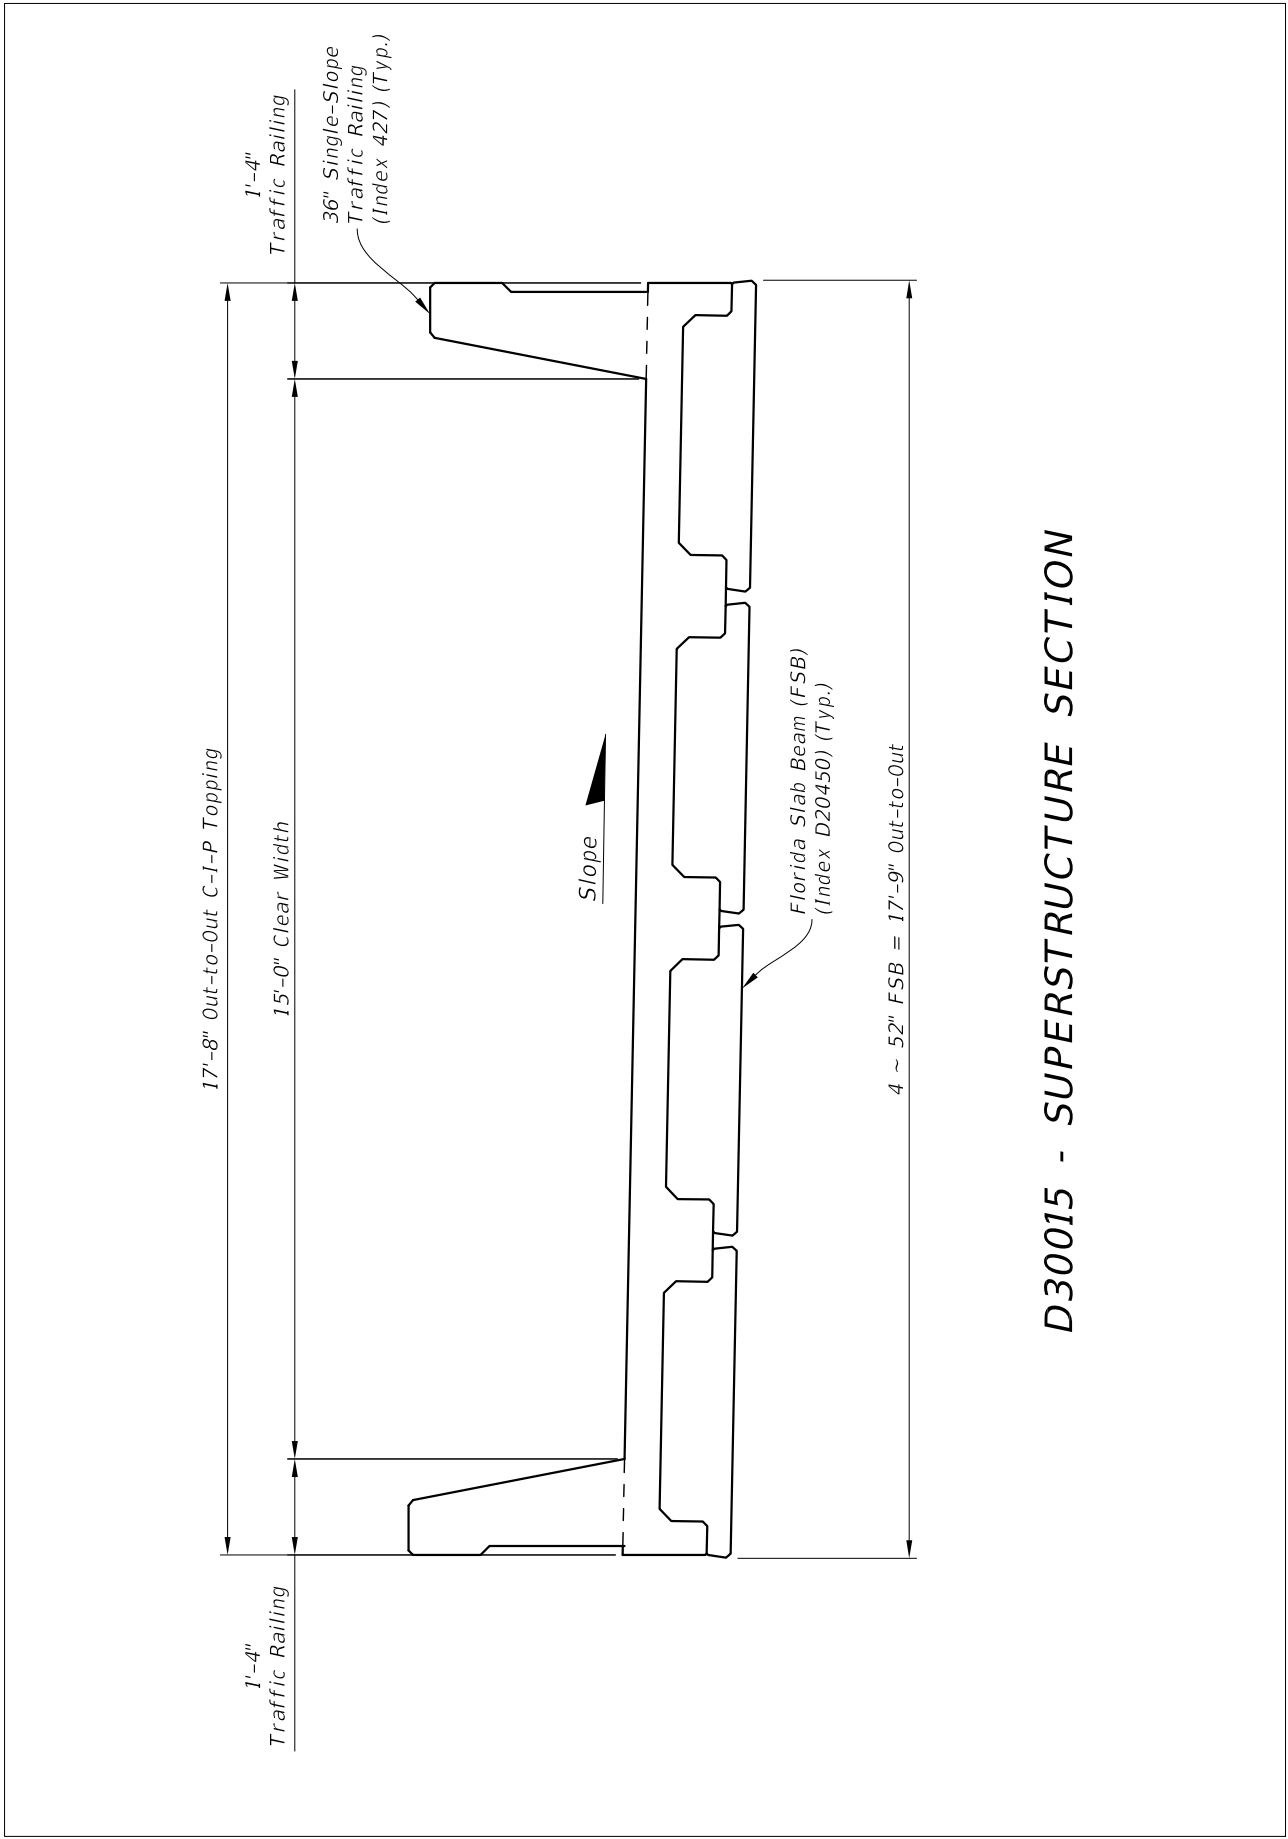 17'-8" Out-to-Out C-I-P Topping
1'-4"
Traffic Railing
15'-0" Clear Width
1'-4"
Traffic Railing
36" Single-Slope
Traffic Railing
(Index 427) (Typ.)
Slope
Florida Slab Beam (FSB)
(Index D20450) (Typ.)
4 ~ 52" FSB = 17'-9" Out-to-Out
D30015 - SUPERSTRUCTURE SECTION